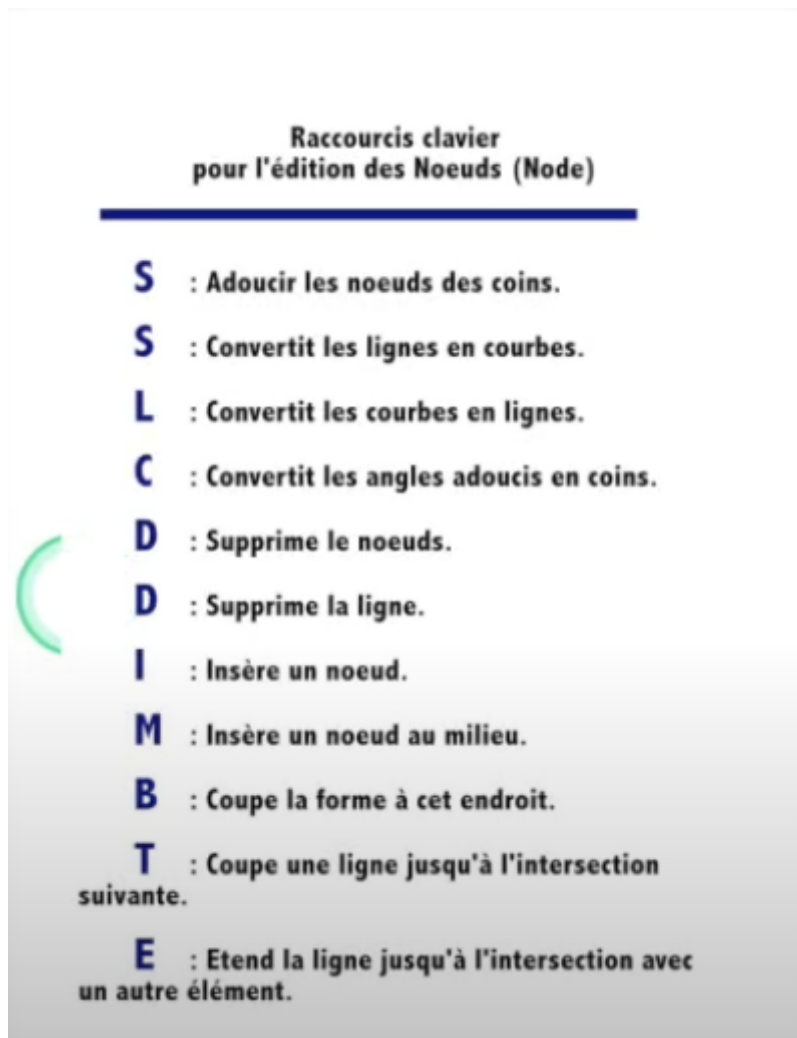 Raccourcis clavier
pour l'édition des Noeuds (Node)
S : Adoucir les noeuds des coins.
S : Convertit les lignes en courbes.
L : Convertit les courbes en lignes.
C : Convertit les angles adoucis en coins.
D : Supprime le noeuds.
D : Supprime la ligne.
I : Insère un noeud.
M : Insère un noeud au milieu.
B : Coupe la forme à cet endroit.
T : Coupe une ligne jusqu'à l'intersection
suivante.
E : Etend la ligne jusqu'à l'intersection avec
un autre élément.